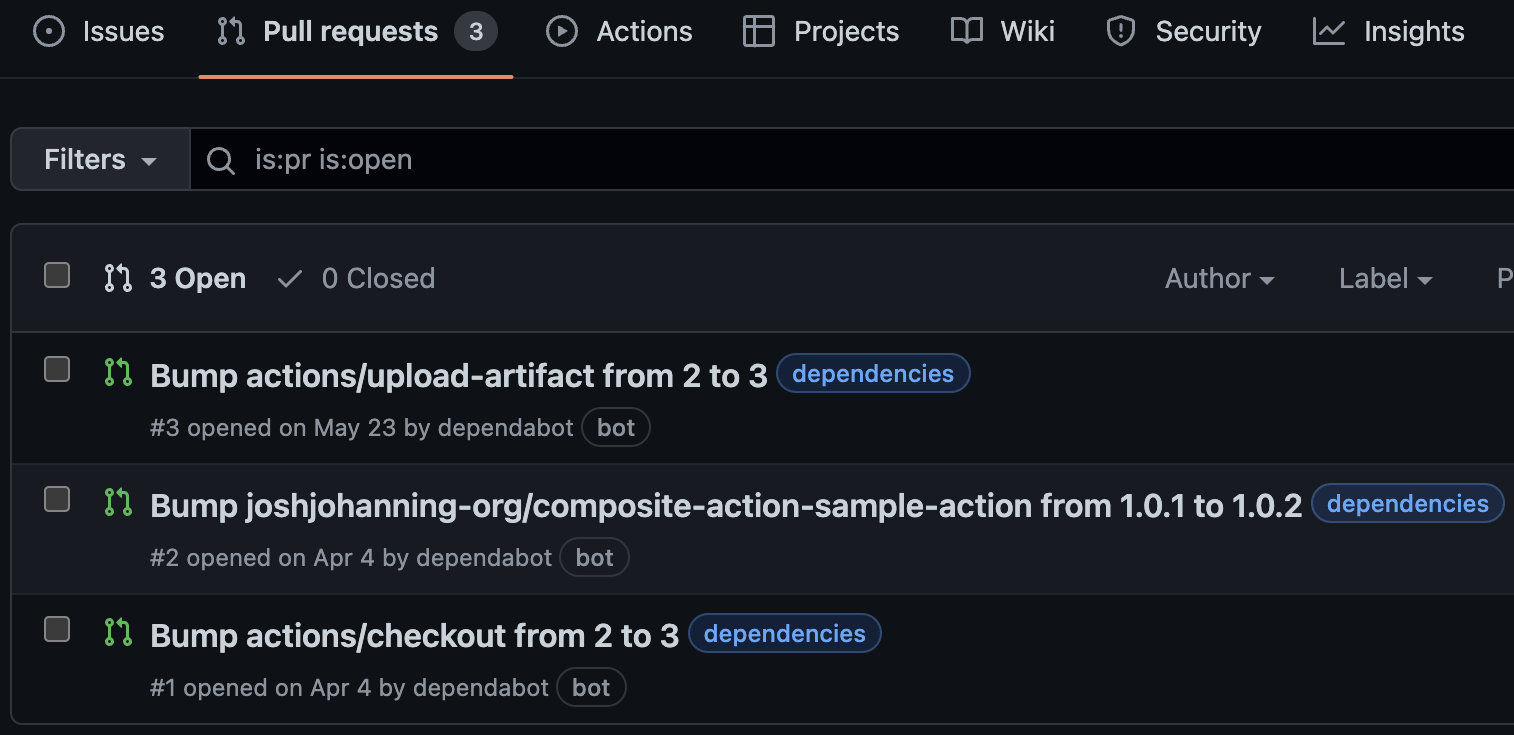 Issues Pull requests 3 Actions Projects Wiki Security Insights
Filters is:pr is:open
3 Open 0 Closed Author Label P
Bump actions/upload-artifact from 2 to 3 dependencies
#3 opened on May 23 by dependabot bot
Bump joshjohanning-org/composite-action-sample-action from 1.0.1 to 1.0.2 dependencies
#2 opened on Apr 4 by dependabot bot
Bump actions/checkout from 2 to 3 dependencies
#1 opened on Apr 4 by dependabot bot